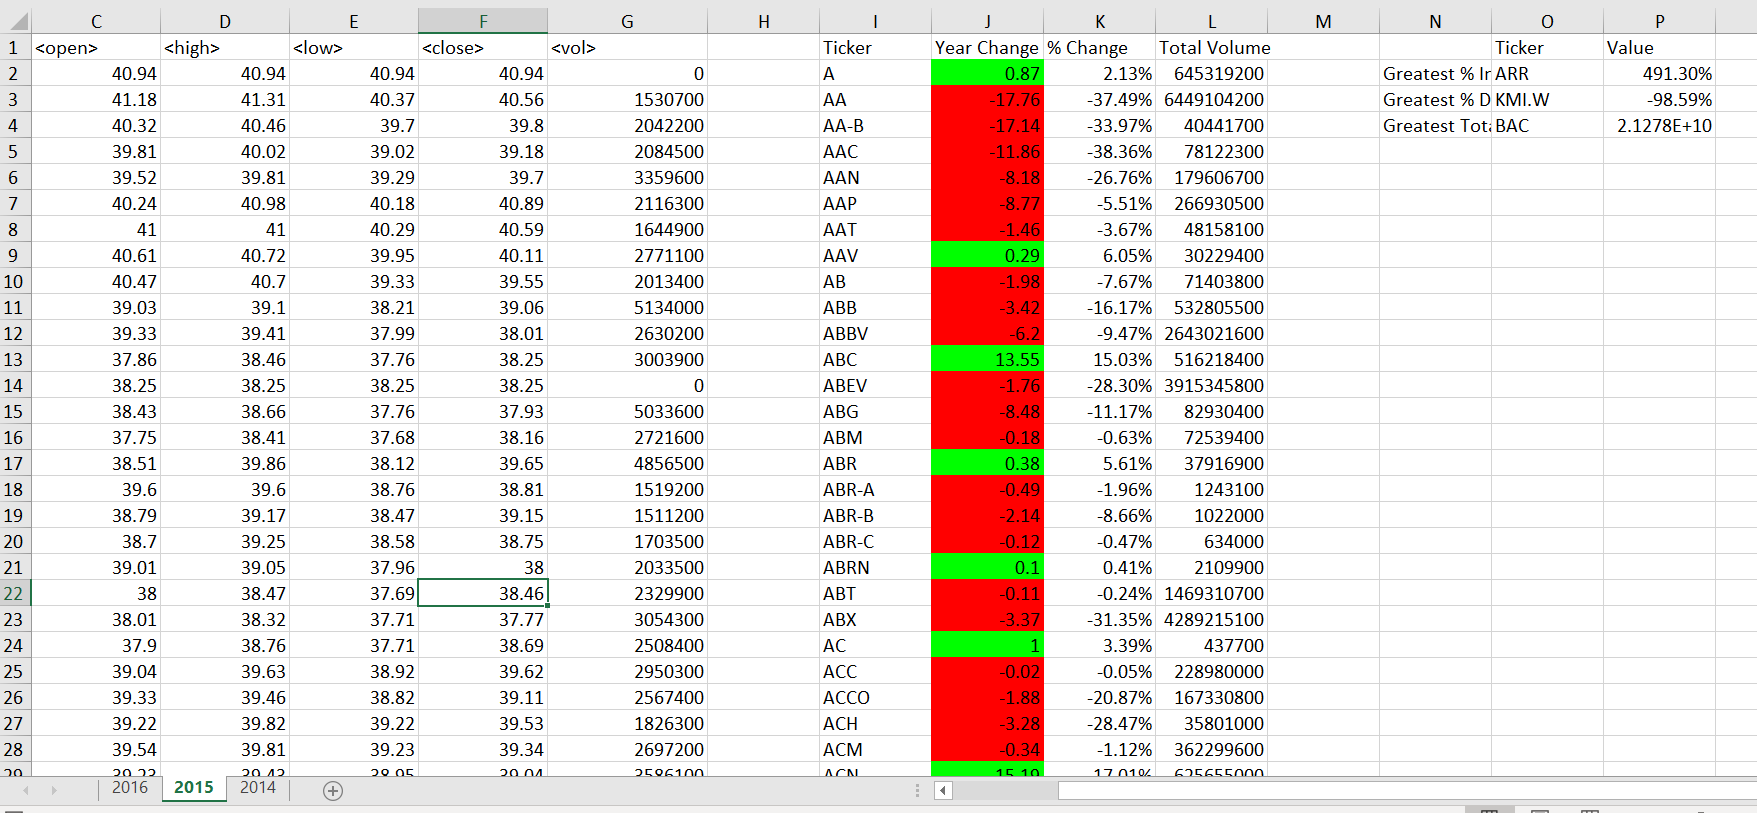 C D E F G H I J K L M N O P
1 <open> <high> <low> <close> <vol> Ticker Year Change % Change Total Volume Ticker Value
2 40.94 40.94 40.94 40.94 0 A 0.87 2.13% 645319200 Greatest % Ir ARR 491.30%
3 41.18 41.31 40.37 40.56 1530700 AA -17.76 -37.49% 6449104200 Greatest % D KMI.W -98.59%
4 40.32 40.46 39.7 39.8 2042200 AA-B -17.14 -33.97% 40441700 Greatest Tota BAC 2.1278E+10
5 39.81 40.02 39.02 39.18 2084500 AAC -11.86 -38.36% 78122300
6 39.52 39.81 39.29 39.7 3359600 AAN -8.18 -26.76% 179606700
7 40.24 40.98 40.18 40.89 2116300 AAP -8.77 -5.51% 266930500
8 41 41 40.29 40.59 1644900 AAT -1.46 -3.67% 48158100
9 40.61 40.72 39.95 40.11 2771100 AAV 0.29 6.05% 30229400
10 40.47 40.7 39.33 39.55 2013400 AB -1.98 -7.67% 71403800
11 39.03 39.1 38.21 39.06 5134000 ABB -3.42 -16.17% 532805500
12 39.33 39.41 37.99 38.01 2630200 ABBV -6.2 -9.47% 2643021600
13 37.86 38.46 37.76 38.25 3003900 ABC 13.55 15.03% 516218400
14 38.25 38.25 38.25 38.25 0 ABEV -1.76 -28.30% 3915345800
15 38.43 38.66 37.76 37.93 5033600 ABG -8.48 -11.17% 82930400
16 37.75 38.41 37.68 38.16 2721600 ABM -0.18 -0.63% 72539400
17 38.51 39.86 38.12 39.65 4856500 ABR 0.38 5.61% 37916900
18 39.6 39.6 38.76 38.81 1519200 ABR-A -0.49 -1.96% 1243100
19 38.79 39.17 38.47 39.15 1511200 ABR-B -2.14 -8.66% 1022000
20 38.7 39.25 38.58 38.75 1703500 ABR-C -0.12 -0.47% 634000
21 39.01 39.05 37.96 38 2033500 ABRN 0.1 0.41% 2109900
22 38 38.47 37.69 38.46 2329900 ABT -0.11 -0.24% 1469310700
23 38.01 38.32 37.71 37.77 3054300 ABX -3.37 -31.35% 4289215100
24 37.9 38.76 37.71 38.69 2508400 AC 1 3.39% 437700
25 39.04 39.63 38.92 39.62 2950300 ACC -0.02 -0.05% 228980000
26 39.33 39.46 38.82 39.11 2567400 ACCO -1.88 -20.87% 167330800
27 39.22 39.82 39.22 39.53 1826300 ACH -3.28 -28.47% 35801000
28 39.54 39.81 39.23 39.34 2697200 ACM -0.34 -1.12% 362299600
29 39.23 39.43 38.95 39.04 3586100 ACN 15.19 17.01% 625655000
2016 2015 2014